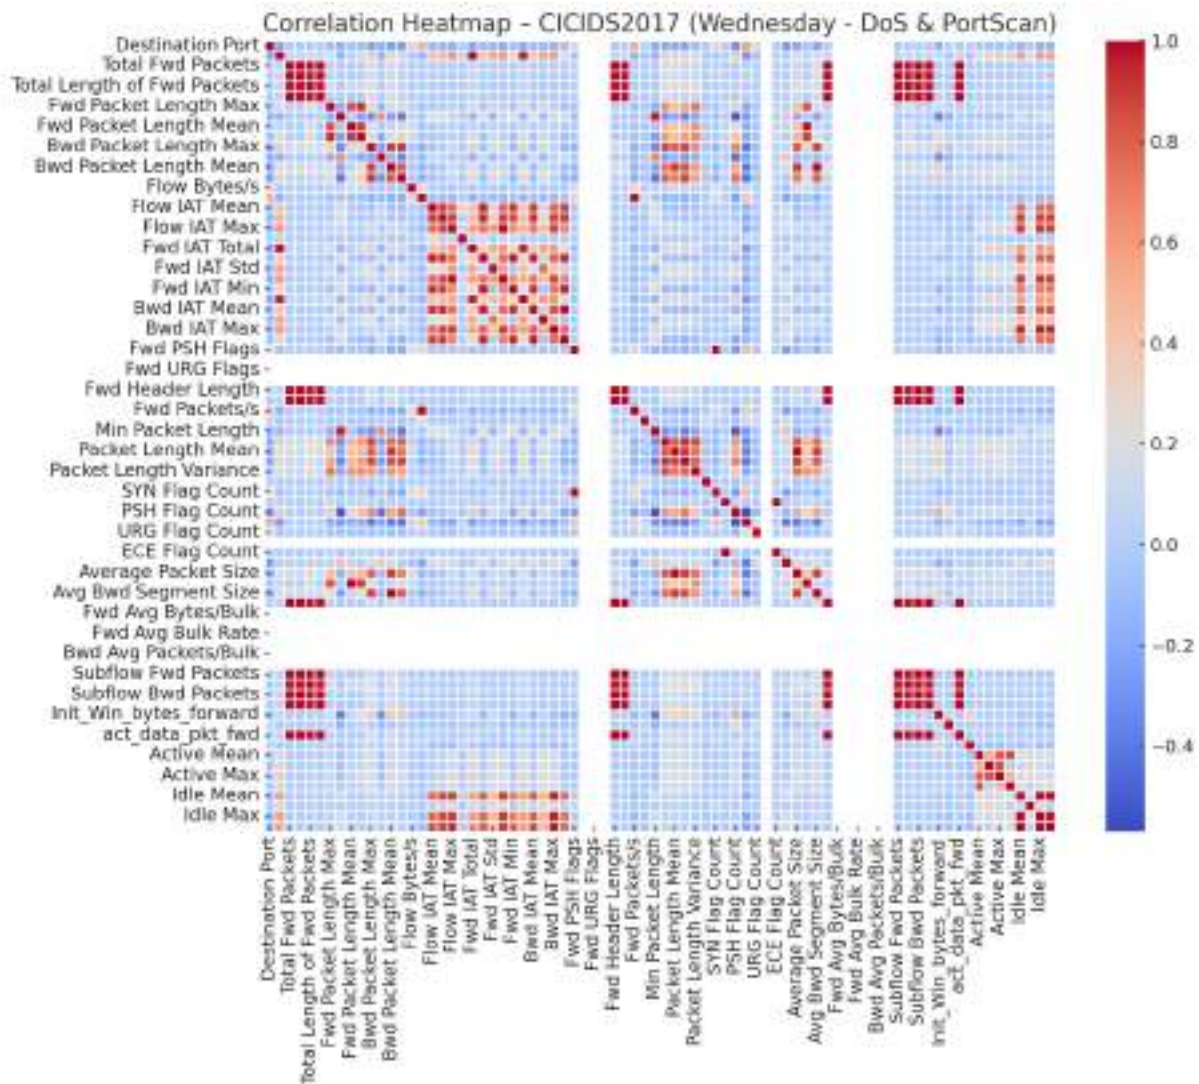 Correlation Heatmap – CICIDS2017 (Wednesday - DoS & PortScan)
Destination Port
Total Fwd Packets
Total Length of Fwd Packets
Fwd Packet Length Max
Fwd Packet Length Mean
Bwd Packet Length Max
Bwd Packet Length Mean
Flow Bytes/s
Flow IAT Mean
Flow IAT Max
Fwd IAT Total
Fwd IAT Std
Fwd IAT Min
Bwd IAT Mean
Bwd IAT Max
Fwd PSH Flags
Fwd URG Flags
Fwd Header Length
Fwd Packets/s
Min Packet Length
Packet Length Mean
Packet Length Variance
SYN Flag Count
PSH Flag Count
URG Flag Count
ECE Flag Count
Average Packet Size
Avg Bwd Segment Size
Fwd Avg Bytes/Bulk
Fwd Avg Bulk Rate
Bwd Avg Packets/Bulk
Subflow Fwd Packets
Subflow Bwd Packets
Init_Win_bytes_forward
act_data_pkt_fwd
Active Mean
Active Max
Idle Mean
Idle Max
Destination Port
Total Fwd Packets
Total Length of Fwd Packets
Fwd Packet Length Max
Fwd Packet Length Mean
Bwd Packet Length Max
Bwd Packet Length Mean
Flow Bytes/s
Flow IAT Mean
Flow IAT Max
Fwd IAT Total
Fwd IAT Std
Fwd IAT Min
Bwd IAT Mean
Bwd IAT Max
Fwd PSH Flags
Fwd URG Flags
Fwd Header Length
Fwd Packets/s
Min Packet Length
Packet Length Mean
Packet Length Variance
SYN Flag Count
PSH Flag Count
URG Flag Count
ECE Flag Count
Average Packet Size
Avg Bwd Segment Size
Fwd Avg Bytes/Bulk
Fwd Avg Bulk Rate
Bwd Avg Packets/Bulk
Subflow Fwd Packets
Subflow Bwd Packets
Init_Win_bytes_forward
act_data_pkt_fwd
Active Mean
Active Max
Idle Mean
Idle Max
1.0
0.8
0.6
0.4
0.2
0.0
−0.2
−0.4